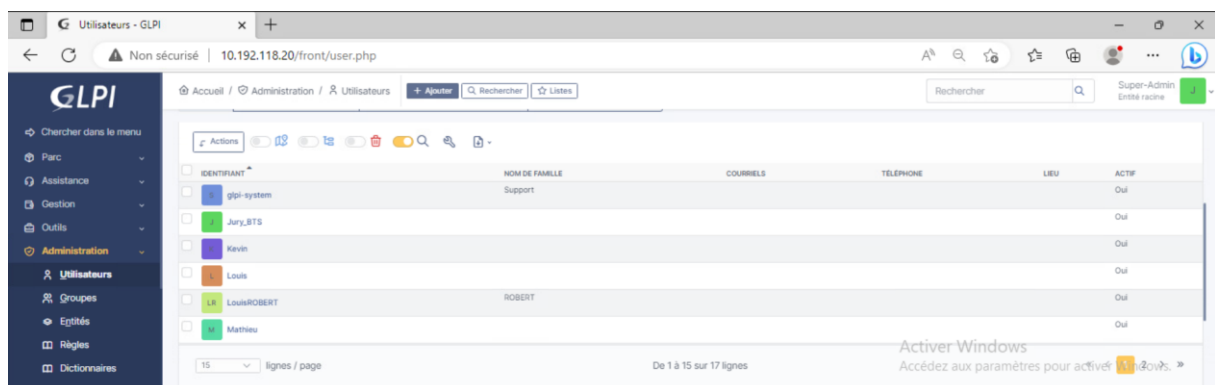 Utilisateurs - GLPI
Non sécurisé | 10.192.118.20/front/user.php
GLPI
Accueil / Administration / Utilisateurs
+ Ajouter
Rechercher
Listes
Rechercher
Super-Admin
Entité racine
J
Chercher dans le menu
Parc
Assistance
Gestion
Outils
Administration
Utilisateurs
Groupes
Entités
Règles
Dictionnaires
Actions
IDENTIFIANT NOM DE FAMILLE COURRIELS TÉLÉPHONE LIEU ACTIF
S glpi-system Support Oui
J Jury_BTS Oui
Kevin Oui
L Louis Oui
LR LouisROBERT ROBERT Oui
M Mathieu Oui
15 lignes / page
De 1 à 15 sur 17 lignes
« ‹ 1 2 › »
Activer Windows
Accédez aux paramètres pour activer Windows.